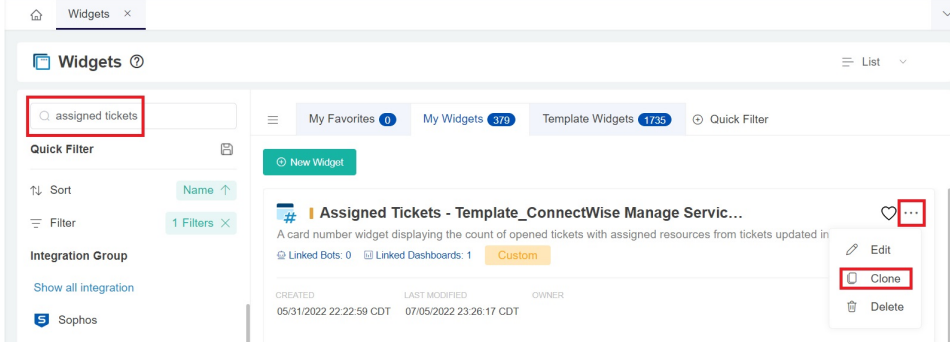 Widgets ×
Widgets
List
assigned tickets
My Favorites 0
My Widgets 379
Template Widgets 1735
Quick Filter
Quick Filter
New Widget
Sort
Name ↑
Filter
1 Filters ×
Integration Group
Show all integration
Sophos
Assigned Tickets - Template_ConnectWise Manage Servic...
A card number widget displaying the count of opened tickets with assigned resources from tickets updated in
Linked Bots: 0
Linked Dashboards: 1
Custom
CREATED
LAST MODIFIED
OWNER
05/31/2022 22:22:59 CDT
07/05/2022 23:26:17 CDT
Edit
Clone
Delete